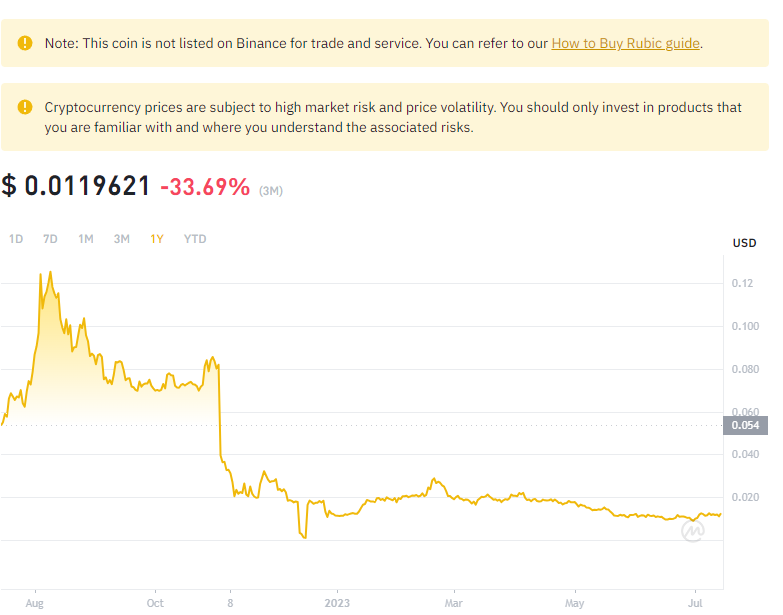 Note: This coin is not listed on Binance for trade and service. You can refer to our How to Buy Rubic guide.
Cryptocurrency prices are subject to high market risk and price volatility. You should only invest in products that
you are familiar with and where you understand the associated risks.
$ 0.0119621 -33.69% (3M)
1D 7D 1M 3M 1Y YTD
USD
0.12
0.100
0.080
0.060
0.054
0.040
0.020
Aug Oct 8 2023 Mar May Jul